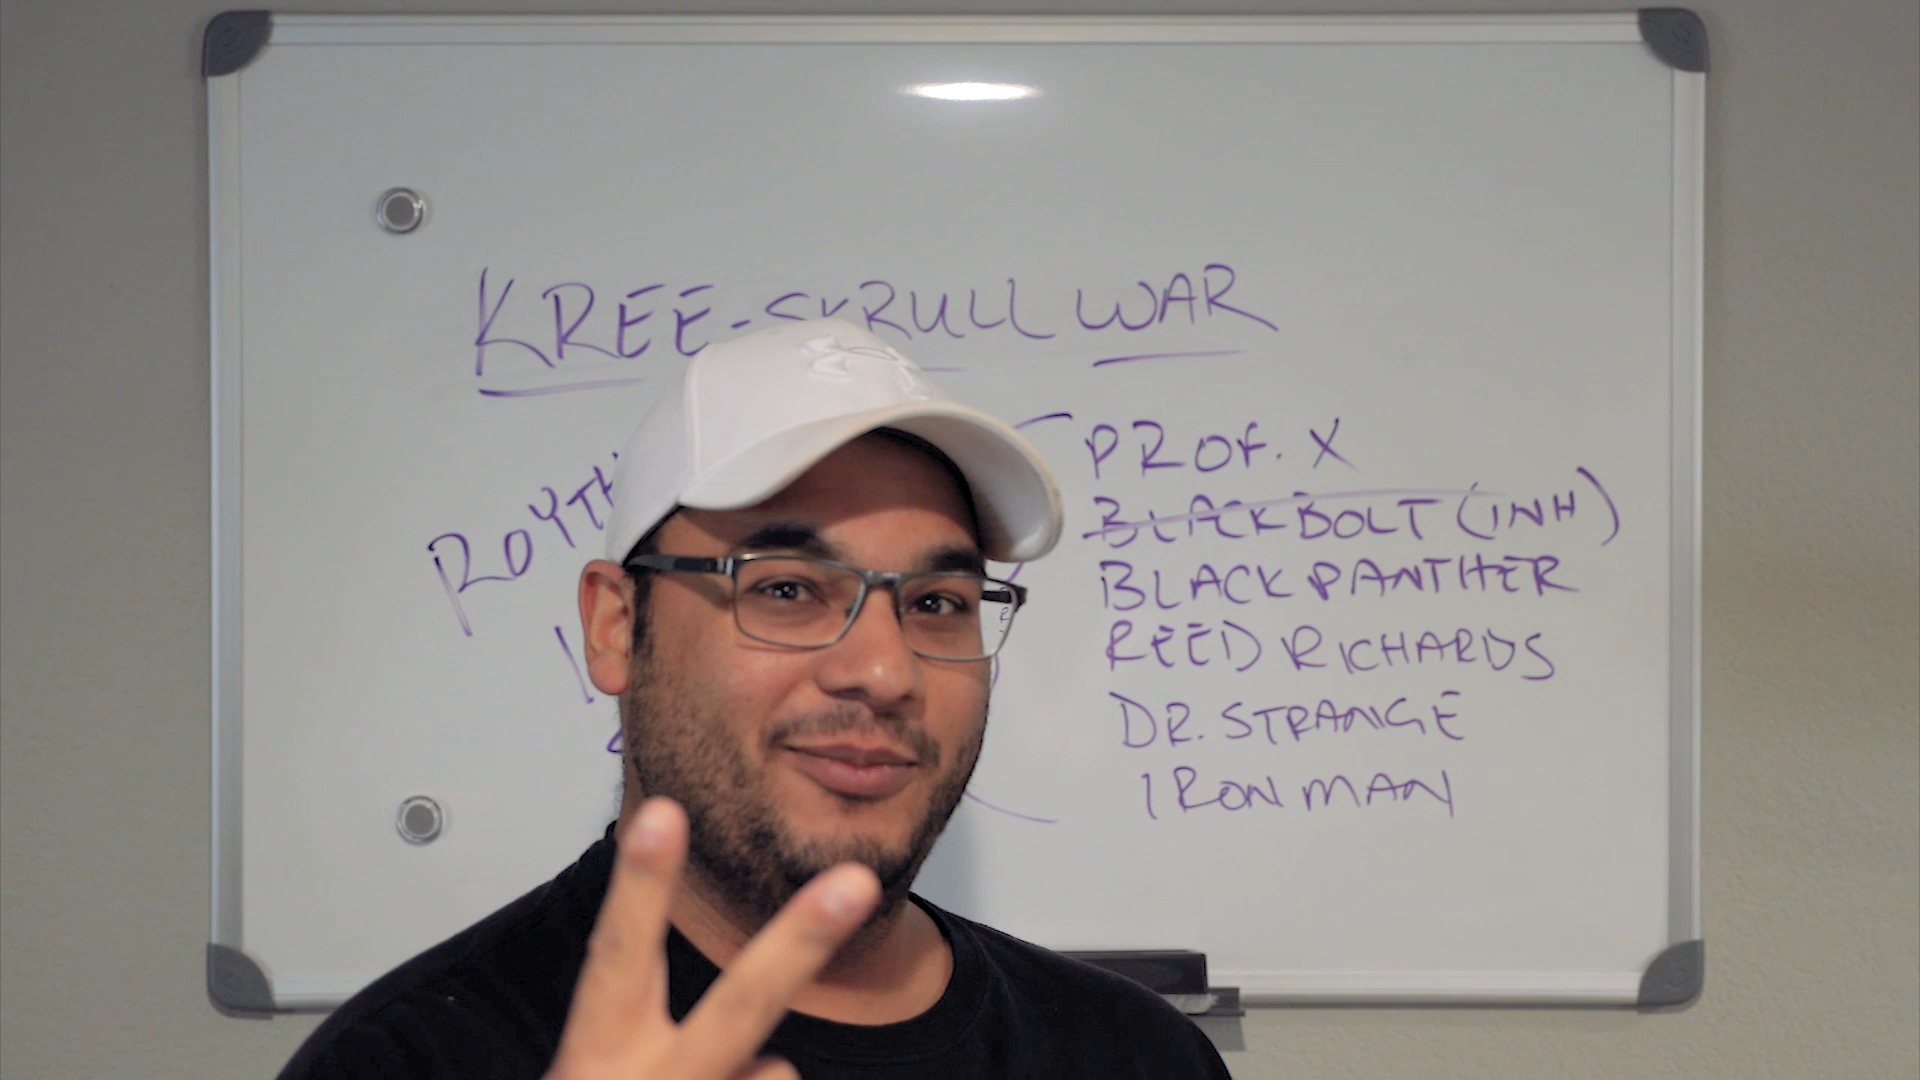 KREE-SKRULL WAR
PROF. X
BLACKBOLT (INH)
BLACK PANTHER
REED RICHARDS
DR. STRANGE
IRON MAN